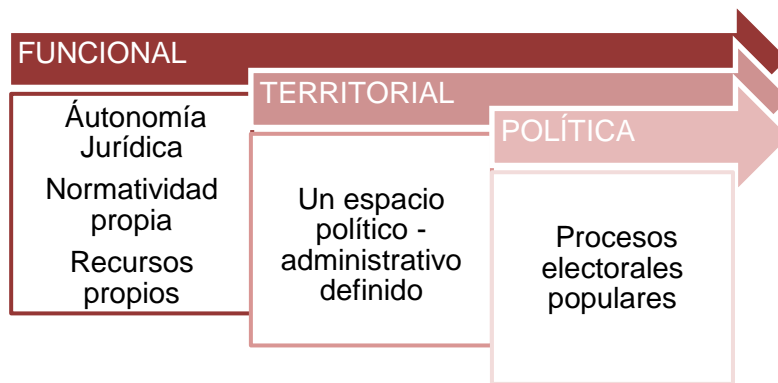 FUNCIONAL
Áutonomía
Jurídica
Normatividad
propia
Recursos
propios
TERRITORIAL
Un espacio
político -
administrativo
definido
POLÍTICA
Procesos
electorales
populares